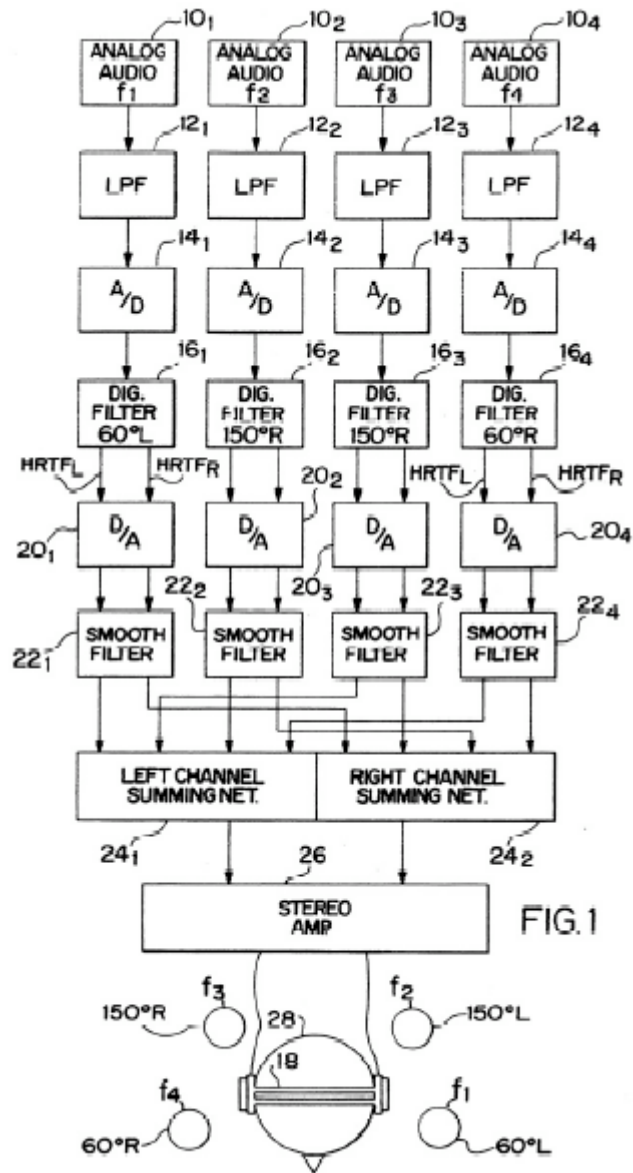 10₁ 10₂ 10₃ 10₄
ANALOG AUDIO f₁
ANALOG AUDIO f₂
ANALOG AUDIO f₃
ANALOG AUDIO f₄
12₁ 12₂ 12₃ 12₄
LPF LPF LPF LPF
14₁ 14₂ 14₃ 14₄
A/D A/D A/D A/D
16₁ 16₂ 16₃ 16₄
DIG. FILTER 60°L
DIG. FILTER 150°R
DIG. FILTER 150°R
DIG. FILTER 60°R
HRTF_L HRTF_R HRTF_L HRTF_R
20₂
D/A D/A D/A D/A
20₁ 20₃ 20₄
22₂ 22₃ 22₄
SMOOTH FILTER
SMOOTH FILTER
SMOOTH FILTER
SMOOTH FILTER
22₁
LEFT CHANNEL SUMMING NET.
RIGHT CHANNEL SUMMING NET.
24₁ 24₂
26
STEREO AMP
FIG. 1
f₃ f₂
150°R 28 150°L
18
f₄ f₁
60°R 60°L